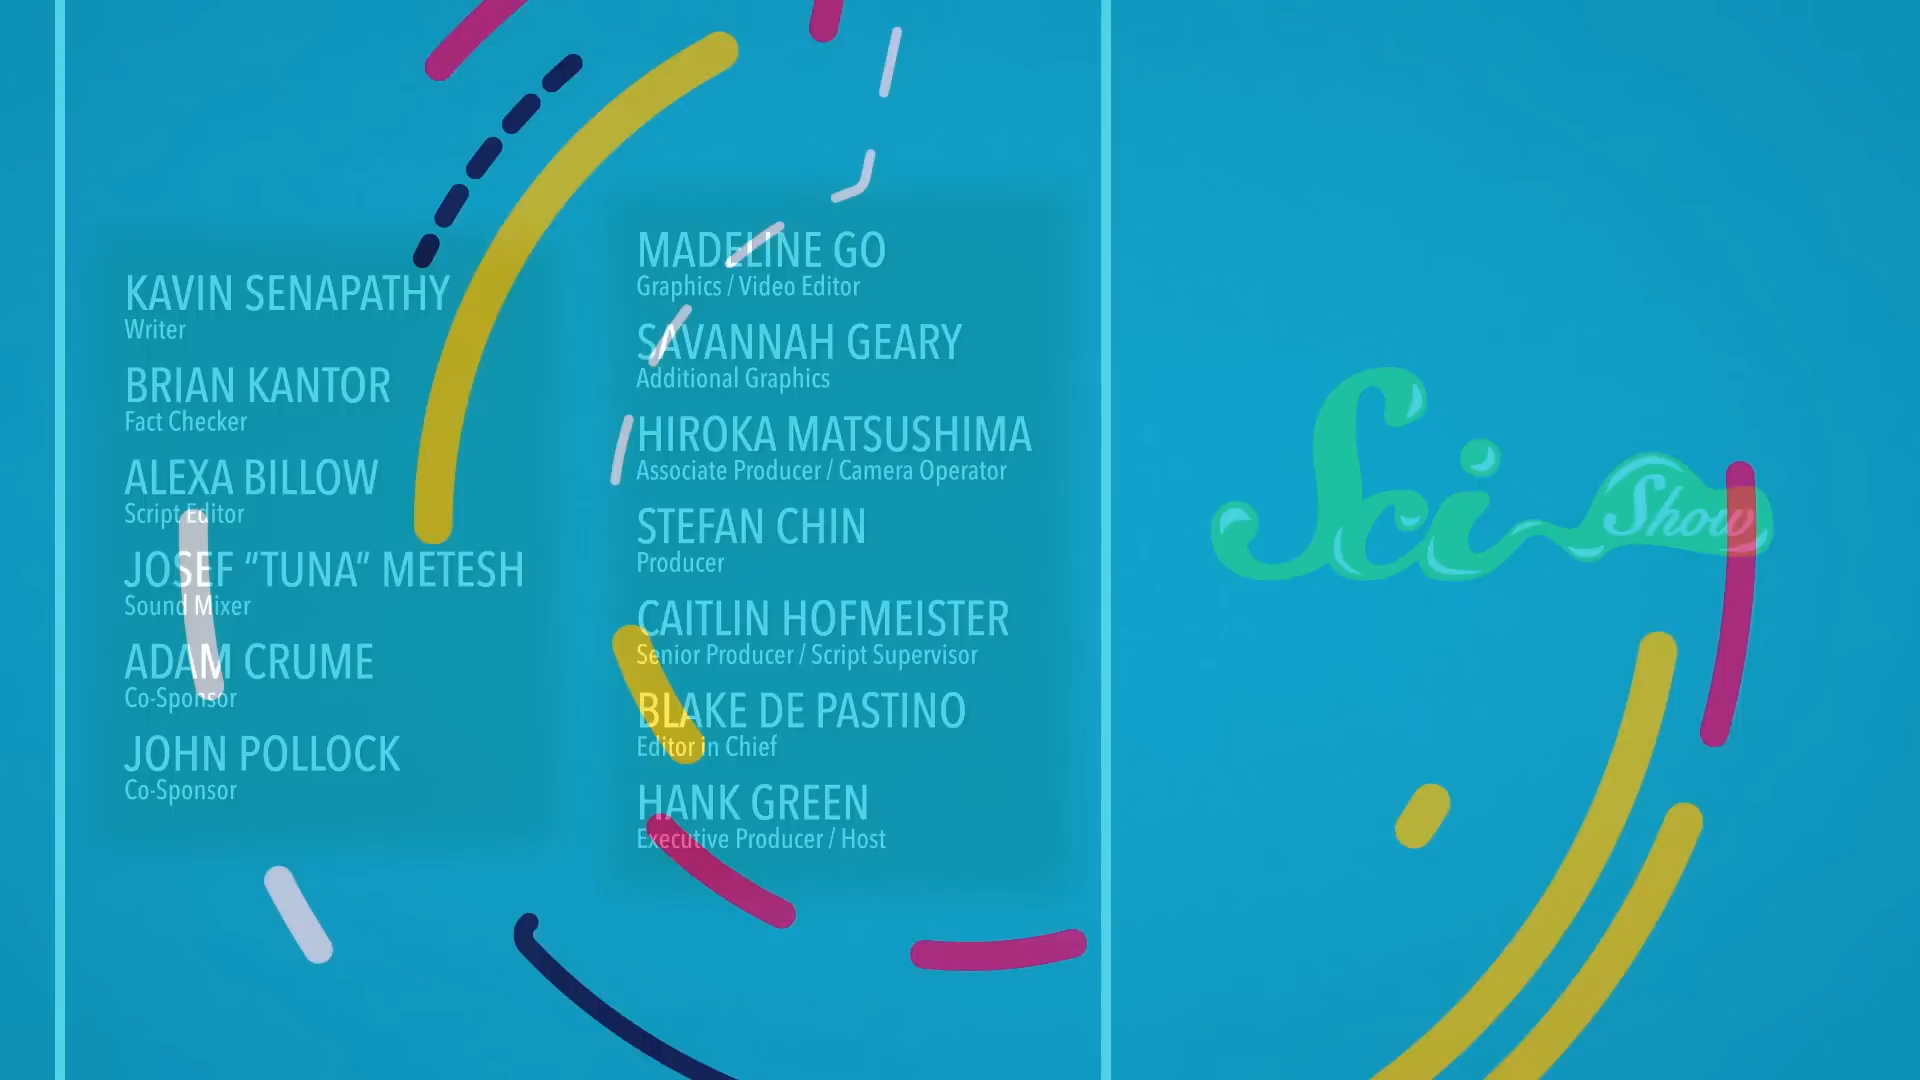 KAVIN SENAPATHY
Writer
BRIAN KANTOR
Fact Checker
ALEXA BILLOW
Script Editor
JOSEF “TUNA” METESH
Sound Mixer
ADAM CRUME
Co-Sponsor
JOHN POLLOCK
Co-Sponsor
MADELINE GO
Graphics / Video Editor
SAVANNAH GEARY
Additional Graphics
HIROKA MATSUSHIMA
Associate Producer / Camera Operator
STEFAN CHIN
Producer
CAITLIN HOFMEISTER
Senior Producer / Script Supervisor
BLAKE DE PASTINO
Editor in Chief
HANK GREEN
Executive Producer / Host
Sci Show